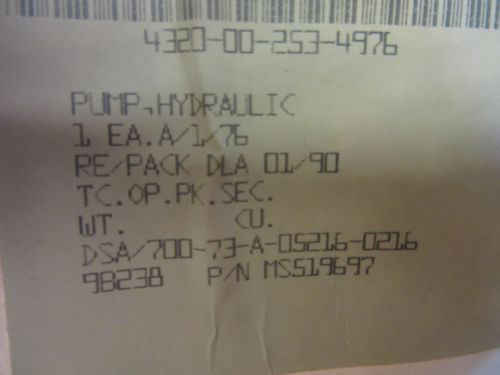 4320-00-253-4976
PUMP,HYDRAULIC
1 EA.A/1/76
RE/PACK DLA 01/90
TC.OP.PK.SEC.
WT. CU.
DSA/700-73-A-05216-0216
98238 P/N MS519697